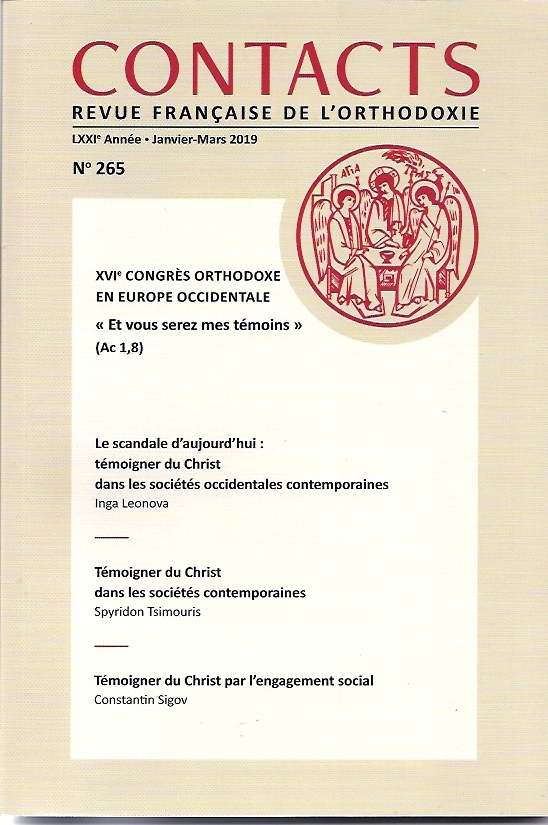 CONTACTS
REVUE FRANÇAISE DE L'ORTHODOXIE
LXXIᵉ Année • Janvier-Mars 2019
Nᵒ 265
XVIᵉ CONGRÈS ORTHODOXE
EN EUROPE OCCIDENTALE
« Et vous serez mes témoins »
(Ac 1,8)
Le scandale d'aujourd'hui :
témoigner du Christ
dans les sociétés occidentales contemporaines
Inga Leonova
Témoigner du Christ
dans les sociétés contemporaines
Spyridon Tsimouris
Témoigner du Christ par l'engagement social
Constantin Sigov